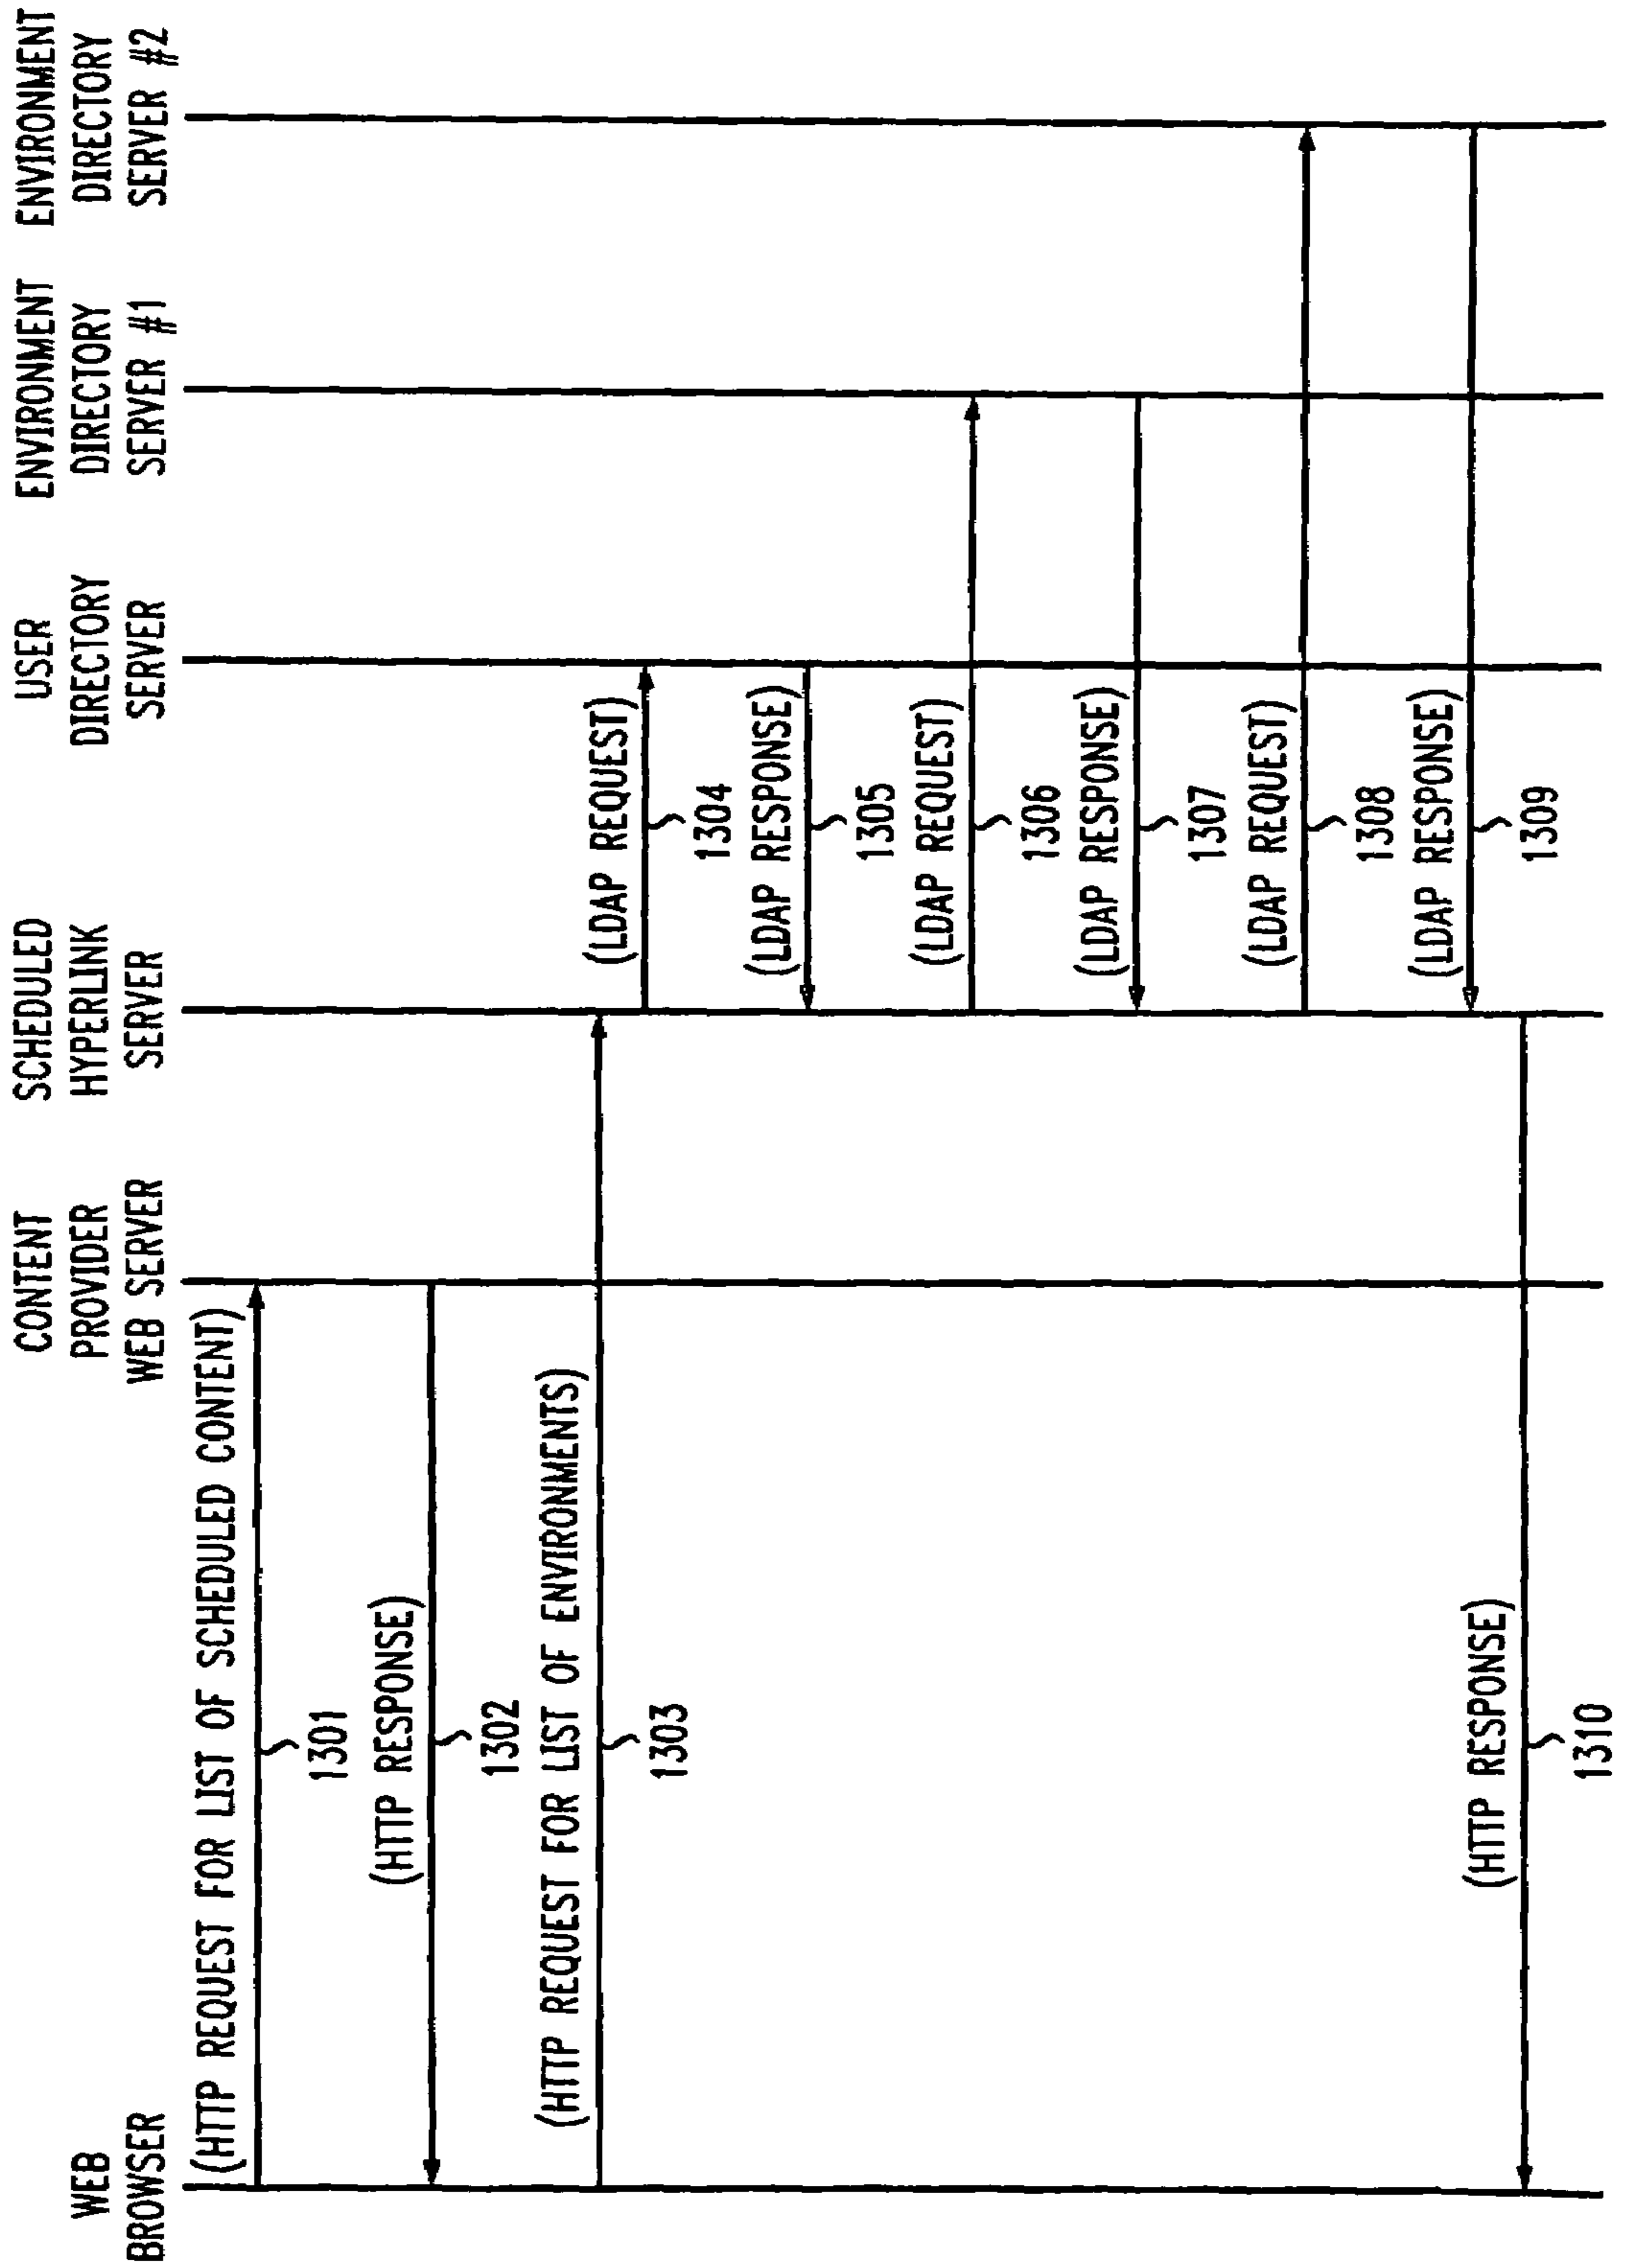 WEB
BROWSER
CONTENT
PROVIDER
WEB SERVER
SCHEDULED
HYPERLINK
SERVER
USER
DIRECTORY
SERVER
ENVIRONMENT
DIRECTORY
SERVER #1
ENVIRONMENT
DIRECTORY
SERVER #2
(HTTP REQUEST FOR LIST OF SCHEDULED CONTENT)
1301
(HTTP RESPONSE)
1302
(HTTP REQUEST FOR LIST OF ENVIRONMENTS)
1303
(LDAP REQUEST)
1304
(LDAP RESPONSE)
1305
(LDAP REQUEST)
1306
(LDAP RESPONSE)
1307
(LDAP REQUEST)
1308
(LDAP RESPONSE)
1309
(HTTP RESPONSE)
1310